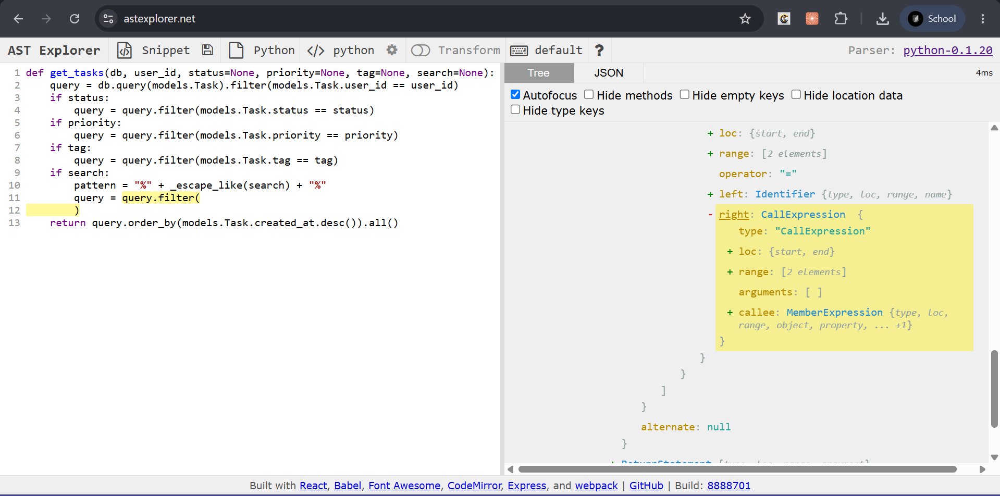 astexplorer.net
School
AST Explorer
Snippet
Python
python
Transform
default
?
Parser: python-0.1.20
1 def get_tasks(db, user_id, status=None, priority=None, tag=None, search=None):
2 query = db.query(models.Task).filter(models.Task.user_id == user_id)
3 if status:
4 query = query.filter(models.Task.status == status)
5 if priority:
6 query = query.filter(models.Task.priority == priority)
7 if tag:
8 query = query.filter(models.Task.tag == tag)
9 if search:
10 pattern = "%" + _escape_like(search) + "%"
11 query = query.filter(
12 )
13 return query.order_by(models.Task.created_at.desc()).all()
Tree
JSON
4ms
Autofocus Hide methods Hide empty keys Hide location data
Hide type keys
+ loc: {start, end}
+ range: [2 elements]
operator: "="
+ left: Identifier {type, loc, range, name}
- right: CallExpression {
type: "CallExpression"
+ loc: {start, end}
+ range: [2 elements]
arguments: [ ]
+ callee: MemberExpression {type, loc,
range, object, property, ... +1}
}
}
}
]
}
alternate: null
}
+ ReturnStatement {type, loc, range, argument}
Built with React, Babel, Font Awesome, CodeMirror, Express, and webpack | GitHub | Build: 8888701